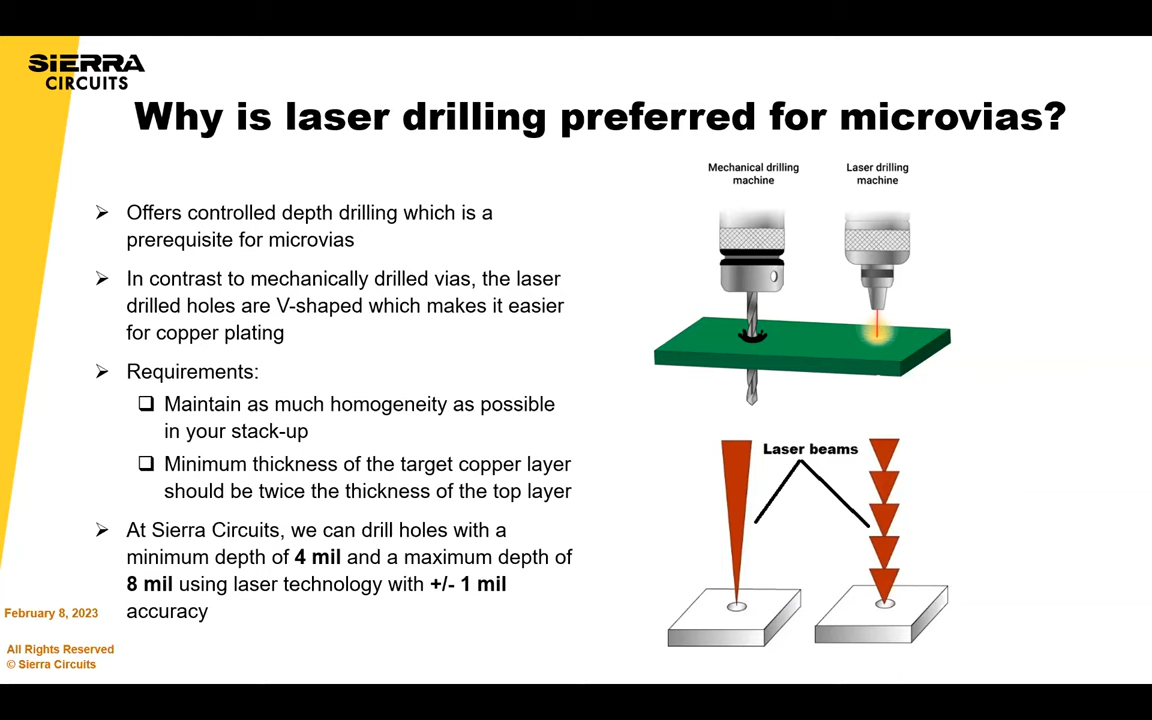 SIERRA
CIRCUITS
Why is laser drilling preferred for microvias?
Offers controlled depth drilling which is a
prerequisite for microvias
In contrast to mechanically drilled vias, the laser
drilled holes are V-shaped which makes it easier
for copper plating
Requirements:
Maintain as much homogeneity as possible
in your stack-up
Minimum thickness of the target copper layer
should be twice the thickness of the top layer
At Sierra Circuits, we can drill holes with a
minimum depth of 4 mil and a maximum depth of
8 mil using laser technology with +/- 1 mil
accuracy
Mechanical drilling
machine
Laser drilling
machine
Laser beams
February 8, 2023
All Rights Reserved
© Sierra Circuits